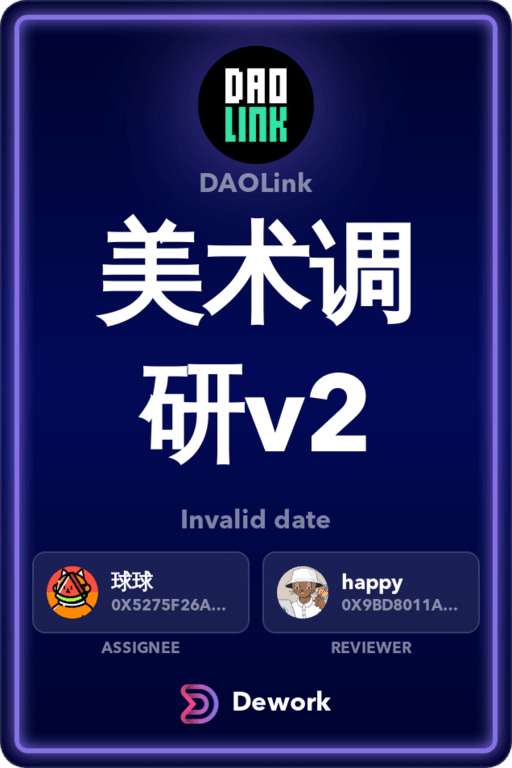 DAO
LINK
DAOLink
美术调
研v2
Invalid date
球球
0X5275F26A...
happy
0X9BD8011A...
ASSIGNEE
REVIEWER
Dework